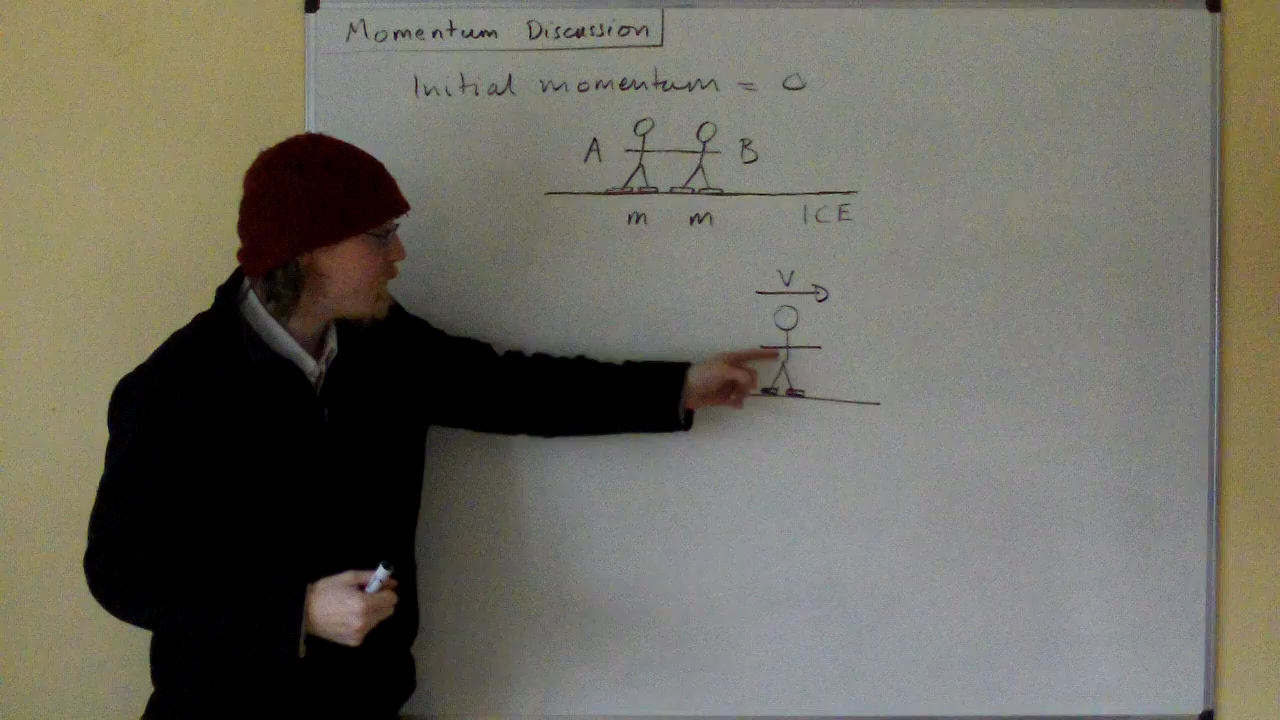 Momentum Discussion
Initial momentum = 0
A B
m m ICE
V